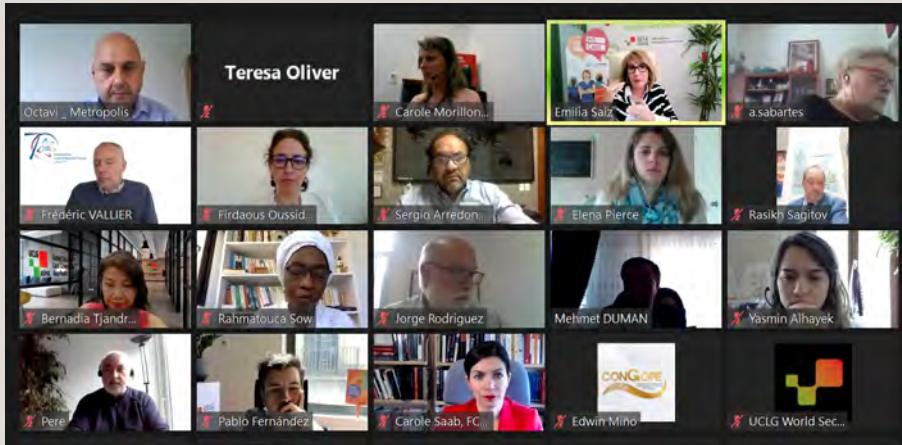 Octavi _ Metropolis
Teresa Oliver
Carole Morillon...
Emilia Saiz
a.sabartes
Frédéric VALLIER
Firdaous Oussid...
Sergio Arredon...
Elena Pierce
Rasikh Sagitov
Bernadia Tjandr...
Rahmatouca Sow
Jorge Rodriguez
Mehmet DUMAN
Yasmin Alhayek
Pere
Pablo Fernández
Carole Saab, FC...
CONGOPE
Edwin Miño
UCLG World Sec...